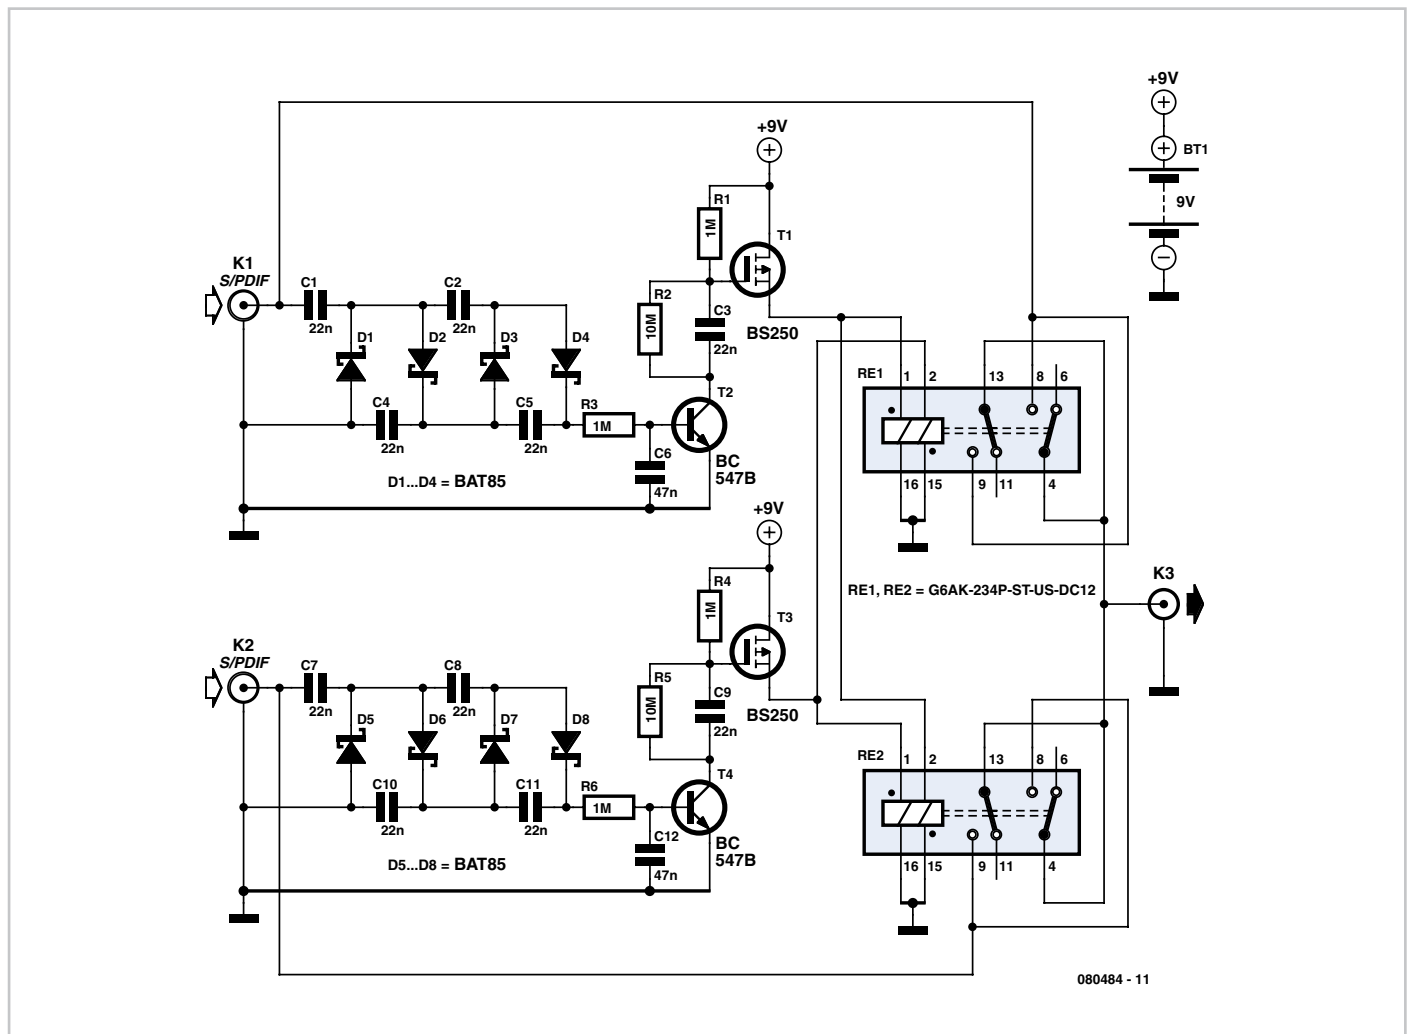 +9V
BT1
9V
+9V
R1
1M
T1
K1
S/PDIF
C1
22n
C2
22n
R2
10M
C3
22n
BS250
D1
D2
D3
D4
T2
C4
22n
C5
22n
R3
1M
C6
47n
BC
547B
D1...D4 = BAT85
RE1
1
2
13
8
6
16
15
9
11
4
+9V
R4
1M
T3
RE1, RE2 = G6AK-234P-ST-US-DC12
K3
K2
S/PDIF
C7
22n
C8
22n
R5
10M
C9
22n
BS250
D5
D6
D7
D8
T4
C10
22n
C11
22n
R6
1M
C12
47n
BC
547B
D5...D8 = BAT85
RE2
1
2
13
8
6
16
15
9
11
4
080484 - 11